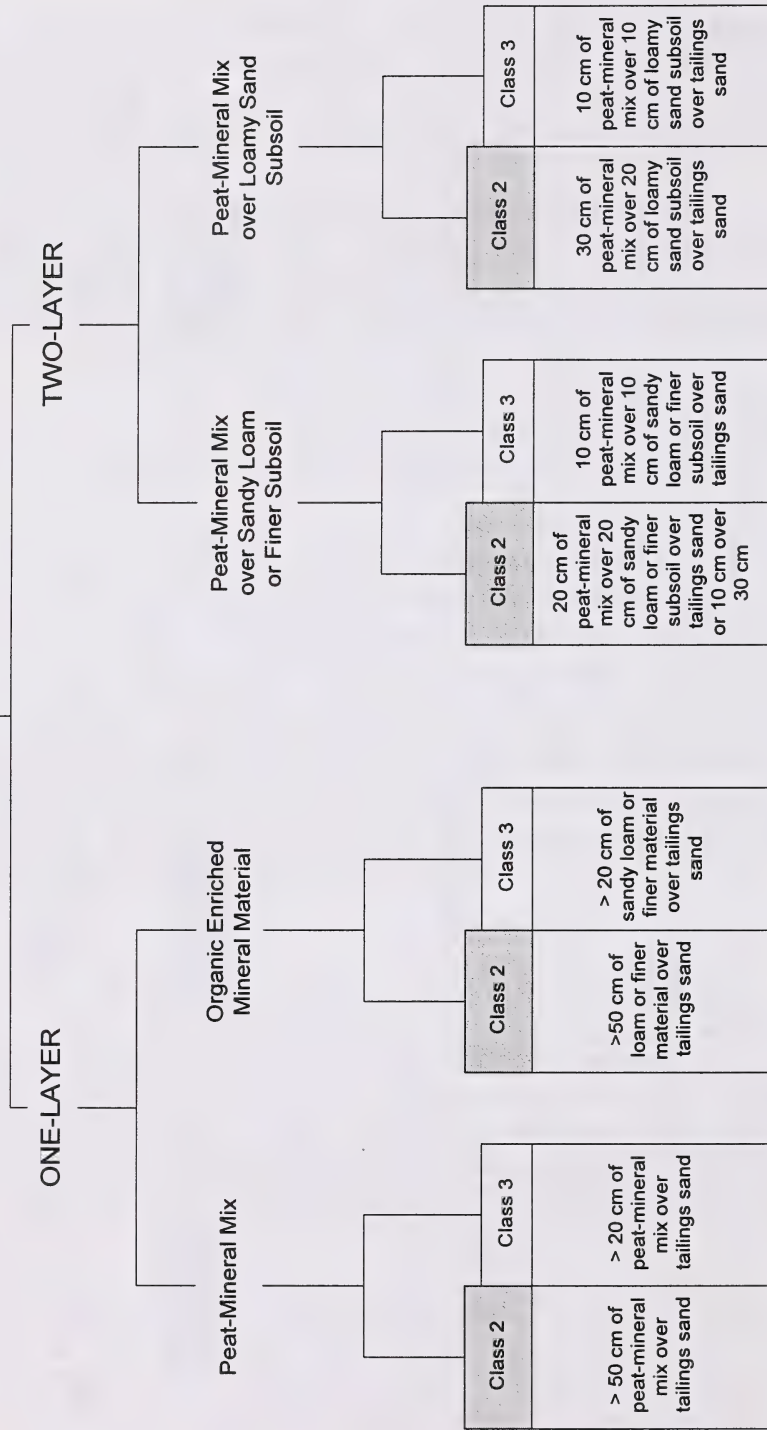 ONE-LAYER
TWO-LAYER
Peat-Mineral Mix
Organic Enriched
Mineral Material
Peat-Mineral Mix
over Sandy Loam
or Finer Subsoil
Peat-Mineral Mix
over Loamy Sand
Subsoil
Class 2
> 50 cm of
peat-mineral
mix over
tailings sand
Class 3
> 20 cm of
peat-mineral
mix over
tailings sand
Class 2
>50 cm of
loam or finer
material over
tailings sand
Class 3
> 20 cm of
sandy loam or
finer material
over tailings
sand
Class 2
20 cm of
peat-mineral
mix over 20
cm of sandy
loam or finer
subsoil over
tailings sand
or 10 cm over
30 cm
Class 3
10 cm of
peat-mineral
mix over 10
cm of sandy
loam or finer
subsoil over
tailings sand
Class 2
30 cm of
peat-mineral
mix over 20
cm of loamy
sand subsoil
over tailings
sand
Class 3
10 cm of
peat-mineral
mix over 10
cm of loamy
sand subsoil
over tailings
sand